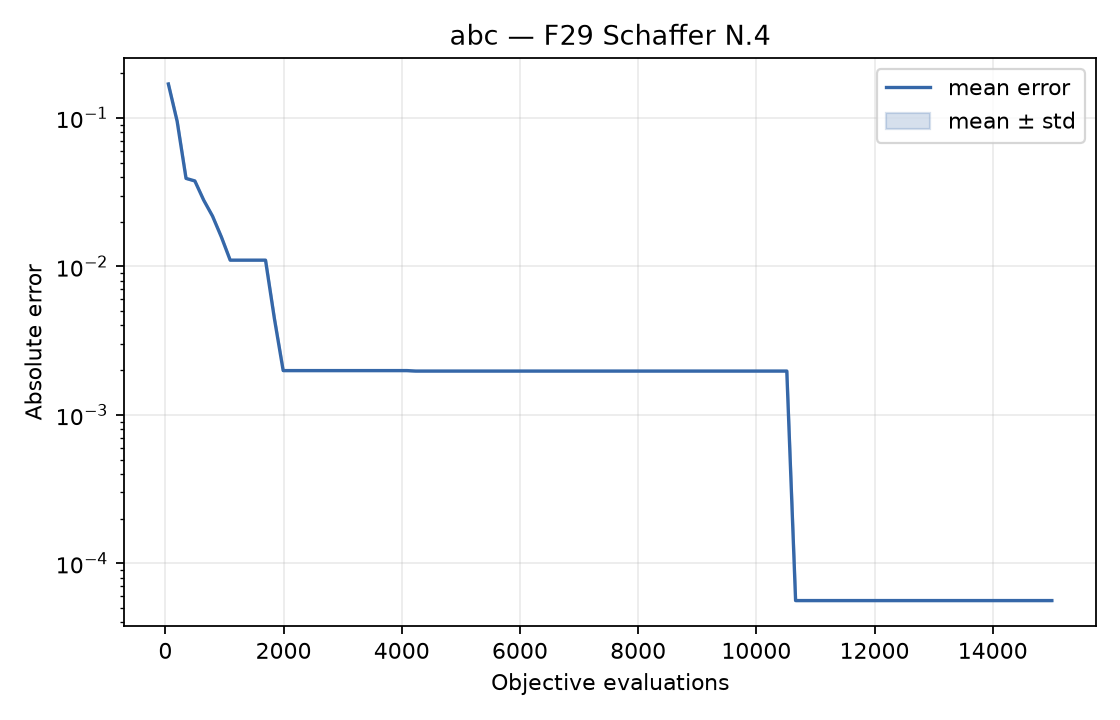 abc — F29 Schaffer N.4
mean error
mean ± std
Absolute error
10⁻¹
10⁻²
10⁻³
10⁻⁴
0 2000 4000 6000 8000 10000 12000 14000
Objective evaluations